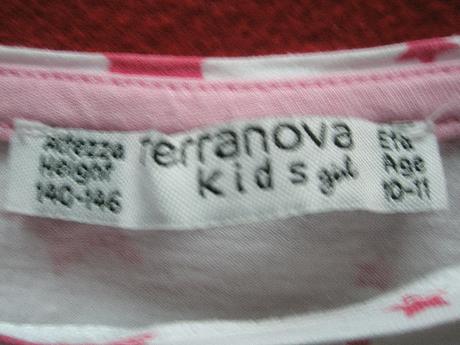 Altezza
Height
140-146
Terranova
kids girl
Età
Age
10-11